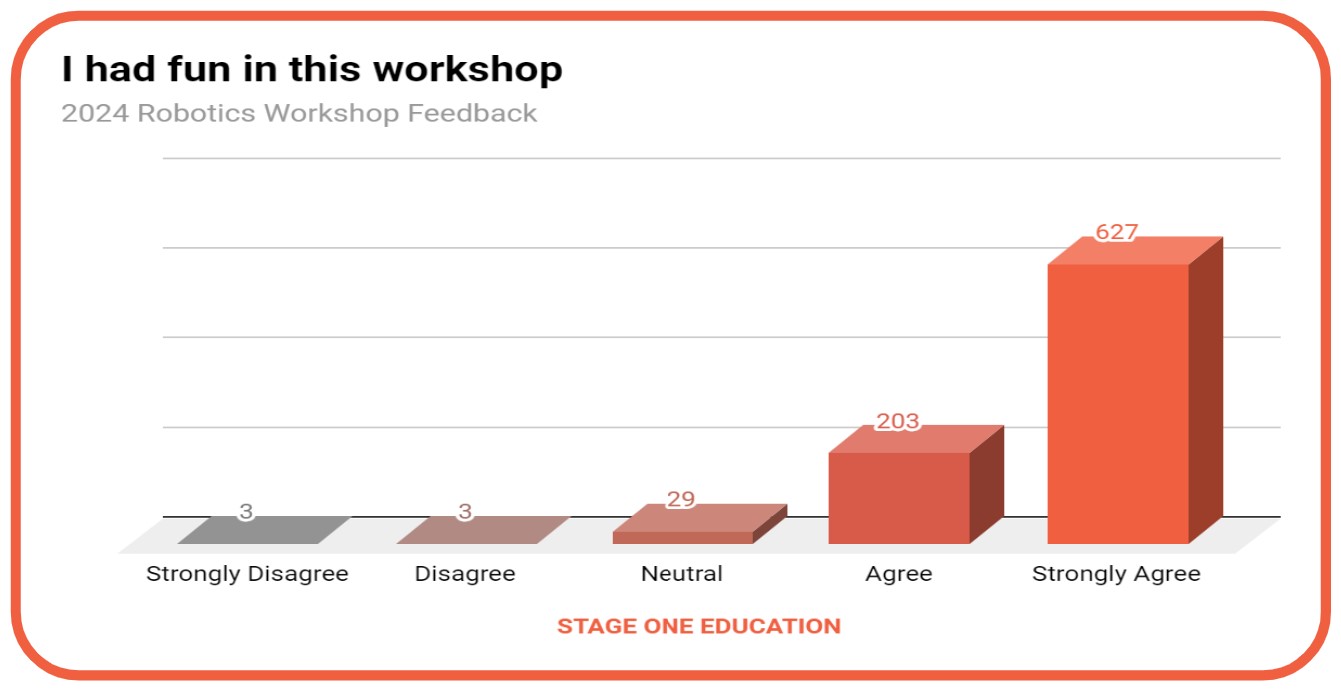 I had fun in this workshop
2024 Robotics Workshop Feedback
627
203
29
3
3
Strongly Disagree
Disagree
Neutral
Agree
Strongly Agree
STAGE ONE EDUCATION